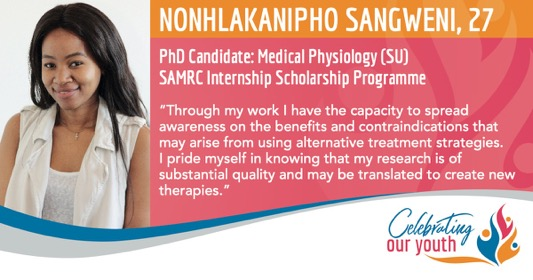 NONHLAKANIPHO SANGWENI, 27
PhD Candidate: Medical Physiology (SU)
SAMRC Internship Scholarship Programme
“Through my work I have the capacity to spread
awareness on the benefits and contraindications that
may arise from using alternative treatment strategies.
I pride myself in knowing that my research is of
substantial quality and may be translated to create new
therapies.”
Celebrating
our youth